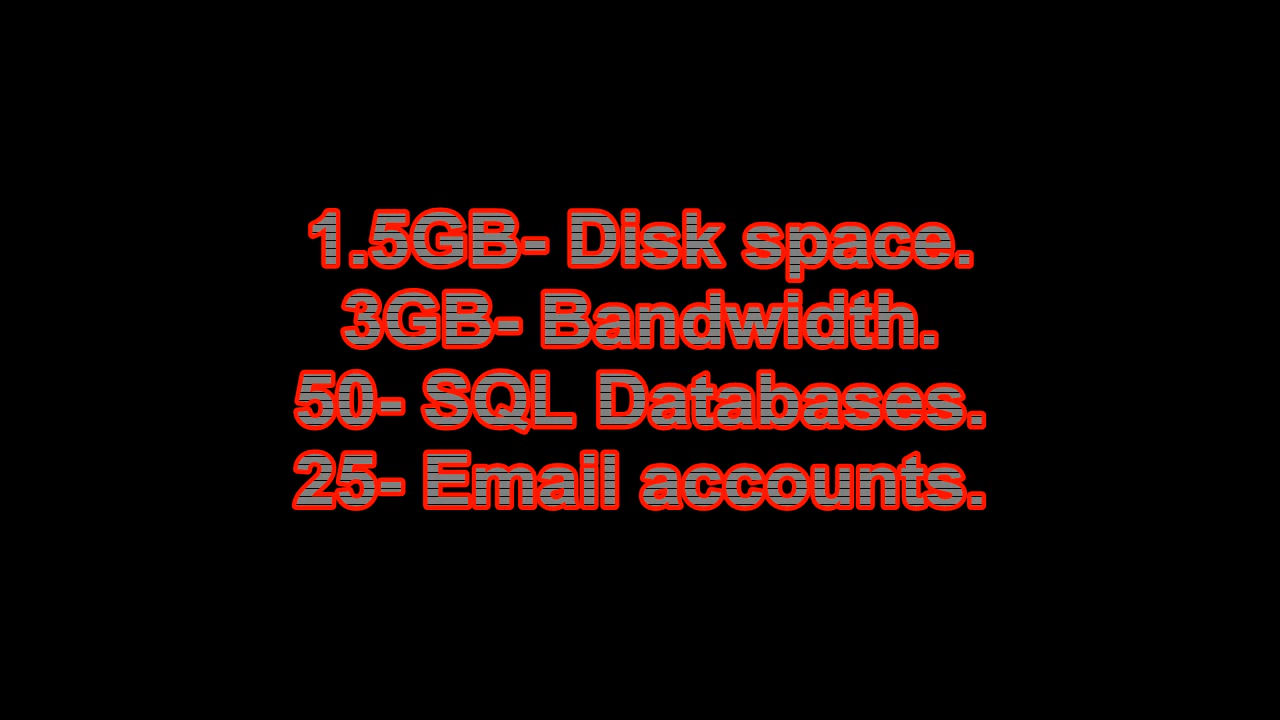 1.5GB- Disk space.
3GB- Bandwidth.
50- SQL Databases.
25- Email accounts.